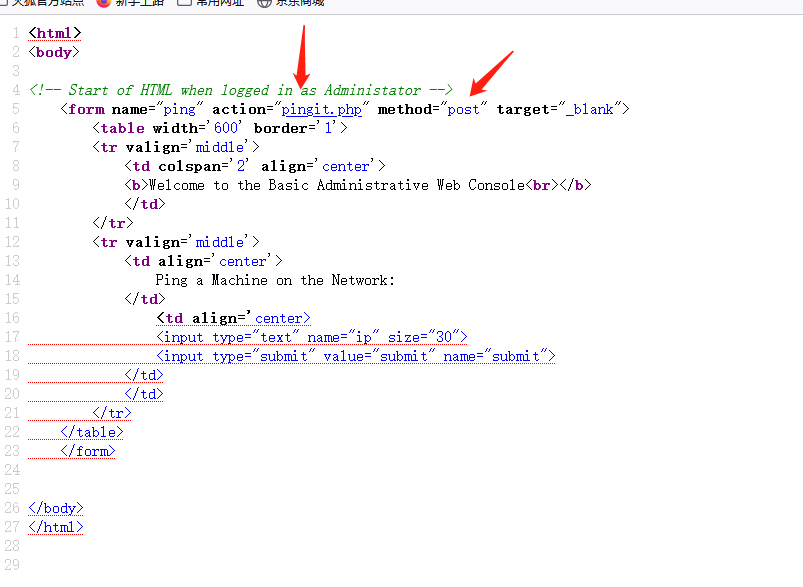 火狐官方站点 新手上路 常用网址 京东商城
1 <html>
2 <body>
3
4 <!-- Start of HTML when logged in as Administator -->
5 <form name="ping" action="pingit.php" method="post" target="_blank">
6 <table width='600' border='1'>
7 <tr valign='middle'>
8 <td colspan='2' align='center'>
9 <b>Welcome to the Basic Administrative Web Console<br></b>
10 </td>
11 </tr>
12 <tr valign='middle'>
13 <td align='center'>
14 Ping a Machine on the Network:
15 </td>
16 <td align='center>
17 <input type="text" name="ip" size="30">
18 <input type="submit" value="submit" name="submit">
19 </td>
20 </td>
21 </tr>
22 </table>
23 </form>
24
25
26 </body>
27 </html>
28
29